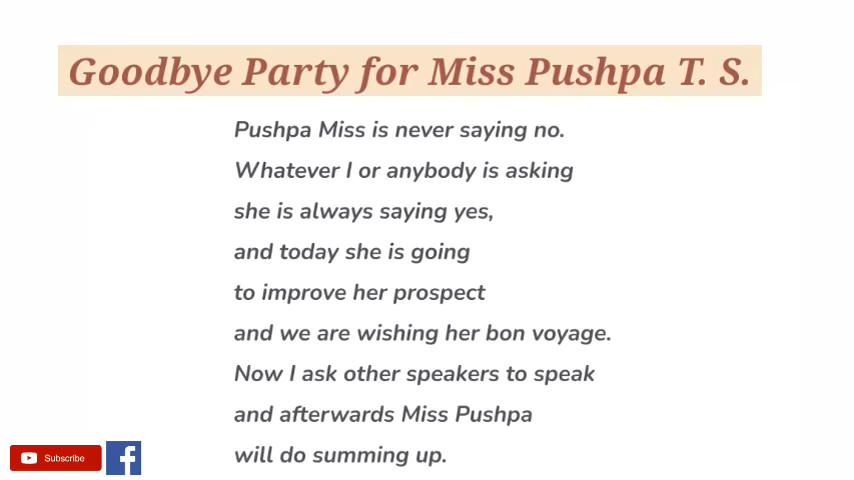 Goodbye Party for Miss Pushpa T. S.
Pushpa Miss is never saying no.
Whatever I or anybody is asking
she is always saying yes,
and today she is going
to improve her prospect
and we are wishing her bon voyage.
Now I ask other speakers to speak
and afterwards Miss Pushpa
will do summing up.
Subscribe
f